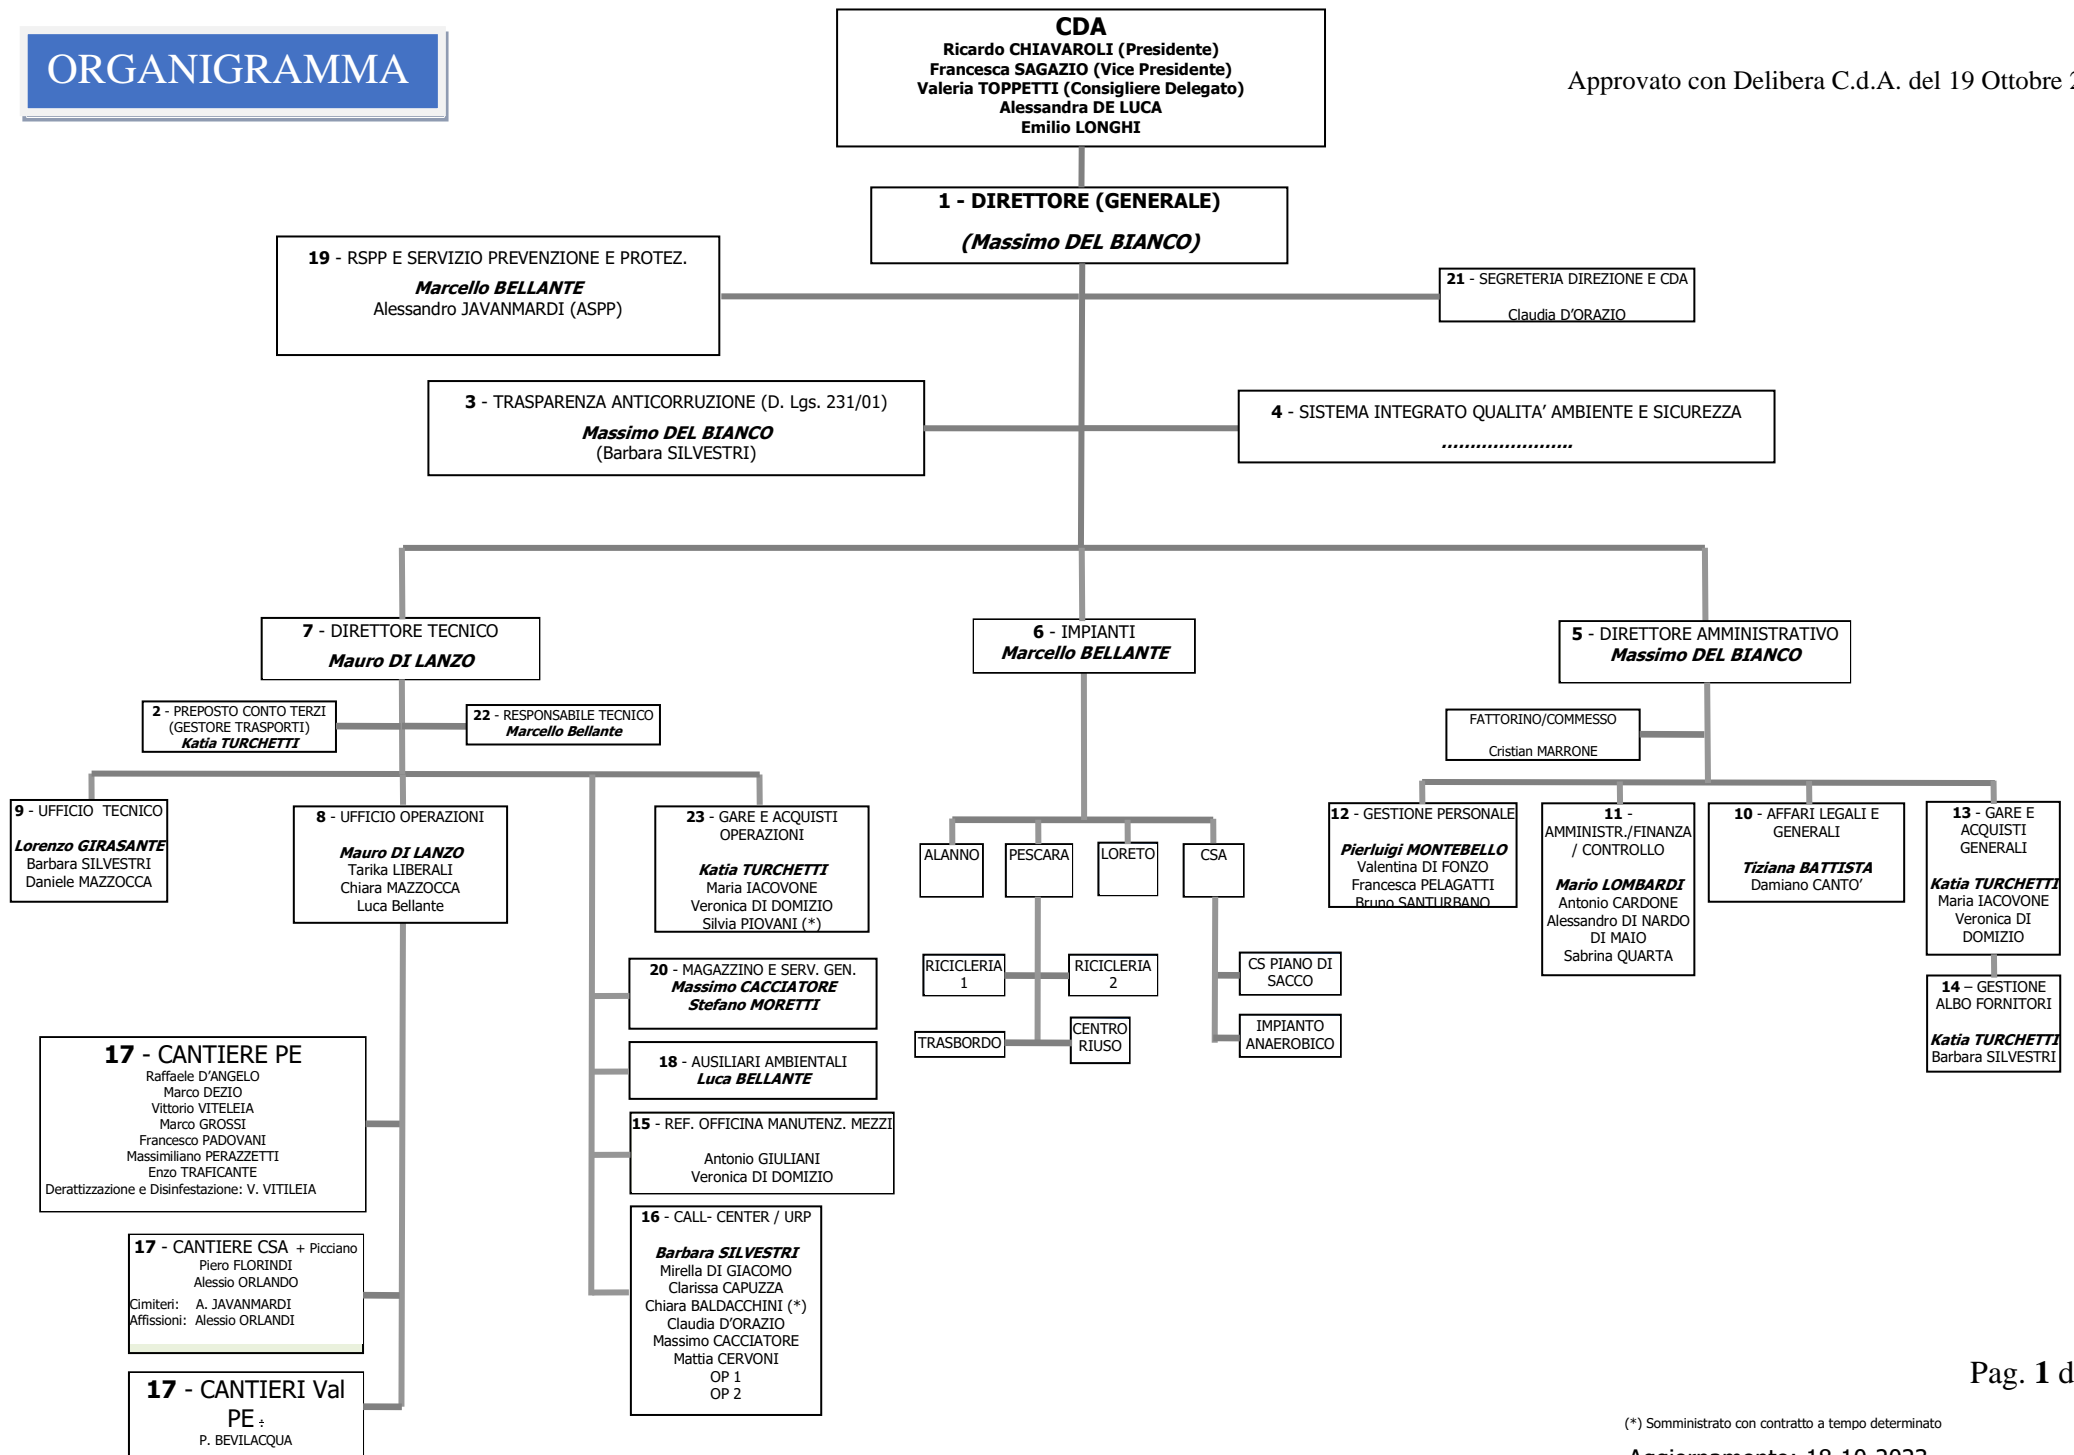 ORGANIGRAMMA
CDA
Ricardo CHIAVAROLI (Presidente)
Francesca SAGAZIO (Vice Presidente)
Valeria TOPPETTI (Consigliere Delegato)
Alessandra DE LUCA
Emilio LONGHI
Approvato con Delibera C.d.A. del 19 Ottobre 2
1 - DIRETTORE (GENERALE)
(Massimo DEL BIANCO)
19 - RSPP E SERVIZIO PREVENZIONE E PROTEZ.
Marcello BELLANTE
Alessandro JAVANMARDI (ASPP)
21 - SEGRETERIA DIREZIONE E CDA
Claudia D'ORAZIO
3 - TRASPARENZA ANTICORRUZIONE (D. Lgs. 231/01)
Massimo DEL BIANCO
(Barbara SILVESTRI)
4 - SISTEMA INTEGRATO QUALITA' AMBIENTE E SICUREZZA
.......................
7 - DIRETTORE TECNICO
Mauro DI LANZO
6 - IMPIANTI
Marcello BELLANTE
5 - DIRETTORE AMMINISTRATIVO
Massimo DEL BIANCO
2 - PREPOSTO CONTO TERZI
(GESTORE TRASPORTI)
Katia TURCHETTI
22 - RESPONSABILE TECNICO
Marcello Bellante
FATTORINO/COMMESSO
Cristian MARRONE
9 - UFFICIO TECNICO
Lorenzo GIRASANTE
Barbara SILVESTRI
Daniele MAZZOCCA
8 - UFFICIO OPERAZIONI
Mauro DI LANZO
Tarika LIBERALI
Chiara MAZZOCCA
Luca Bellante
23 - GARE E ACQUISTI
OPERAZIONI
Katia TURCHETTI
Maria IACOVONE
Veronica DI DOMIZIO
Silvia PIOVANI (*)
ALANNO
PESCARA
LORETO
CSA
12 - GESTIONE PERSONALE
Pierluigi MONTEBELLO
Valentina DI FONZO
Francesca PELAGATTI
Bruno SANTURBANO
11 -
AMMINISTR./FINANZA
/ CONTROLLO
Mario LOMBARDI
Antonio CARDONE
Alessandro DI NARDO
DI MAIO
Sabrina QUARTA
10 - AFFARI LEGALI E
GENERALI
Tiziana BATTISTA
Damiano CANTO'
13 - GARE E
ACQUISTI
GENERALI
Katia TURCHETTI
Maria IACOVONE
Veronica DI
DOMIZIO
RICICLERIA
1
RICICLERIA
2
CS PIANO DI
SACCO
TRASBORDO
CENTRO
RIUSO
IMPIANTO
ANAEROBICO
14 – GESTIONE
ALBO FORNITORI
Katia TURCHETTI
Barbara SILVESTRI
20 - MAGAZZINO E SERV. GEN.
Massimo CACCIATORE
Stefano MORETTI
18 - AUSILIARI AMBIENTALI
Luca BELLANTE
15 - REF. OFFICINA MANUTENZ. MEZZI
Antonio GIULIANI
Veronica DI DOMIZIO
16 - CALL- CENTER / URP
Barbara SILVESTRI
Mirella DI GIACOMO
Clarissa CAPUZZA
Chiara BALDACCHINI (*)
Claudia D'ORAZIO
Massimo CACCIATORE
Mattia CERVONI
OP 1
OP 2
17 - CANTIERE PE
Raffaele D'ANGELO
Marco DEZIO
Vittorio VITELEIA
Marco GROSSI
Francesco PADOVANI
Massimiliano PERAZZETTI
Enzo TRAFICANTE
Derattizzazione e Disinfestazione: V. VITILEIA
17 - CANTIERE CSA + Picciano
Piero FLORINDI
Alessio ORLANDO
Cimiteri: A. JAVANMARDI
Affissioni: Alessio ORLANDI
17 - CANTIERI Val
PE :
P. BEVILACQUA
Pag. 1 d
(*) Somministrato con contratto a tempo determinato
Aggiornamento: 18-10-2022